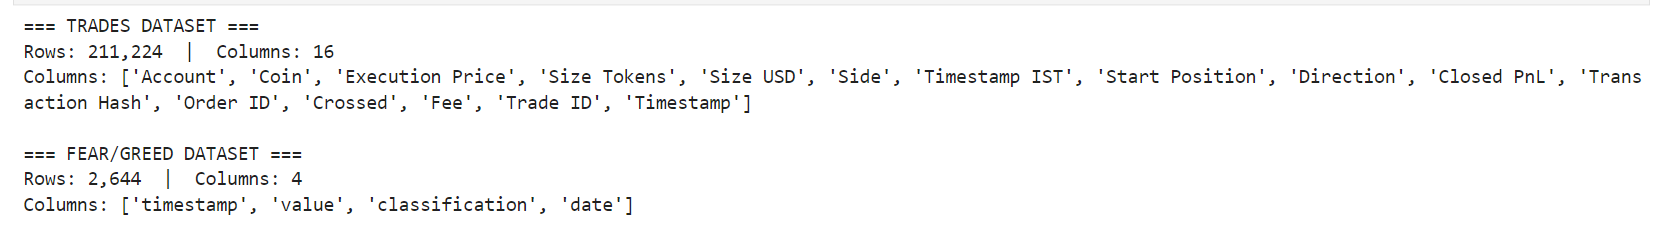 === TRADES DATASET ===
Rows: 211,224  |  Columns: 16
Columns: ['Account', 'Coin', 'Execution Price', 'Size Tokens', 'Size USD', 'Side', 'Timestamp IST', 'Start Position', 'Direction', 'Closed PnL', 'Trans
action Hash', 'Order ID', 'Crossed', 'Fee', 'Trade ID', 'Timestamp']
=== FEAR/GREED DATASET ===
Rows: 2,644  |  Columns: 4
Columns: ['timestamp', 'value', 'classification', 'date']